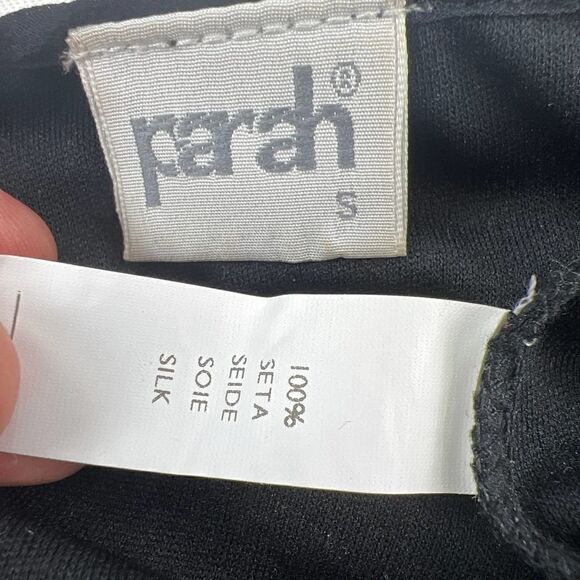 parah®
S
100%
SETA
SEIDE
SOIE
SILK